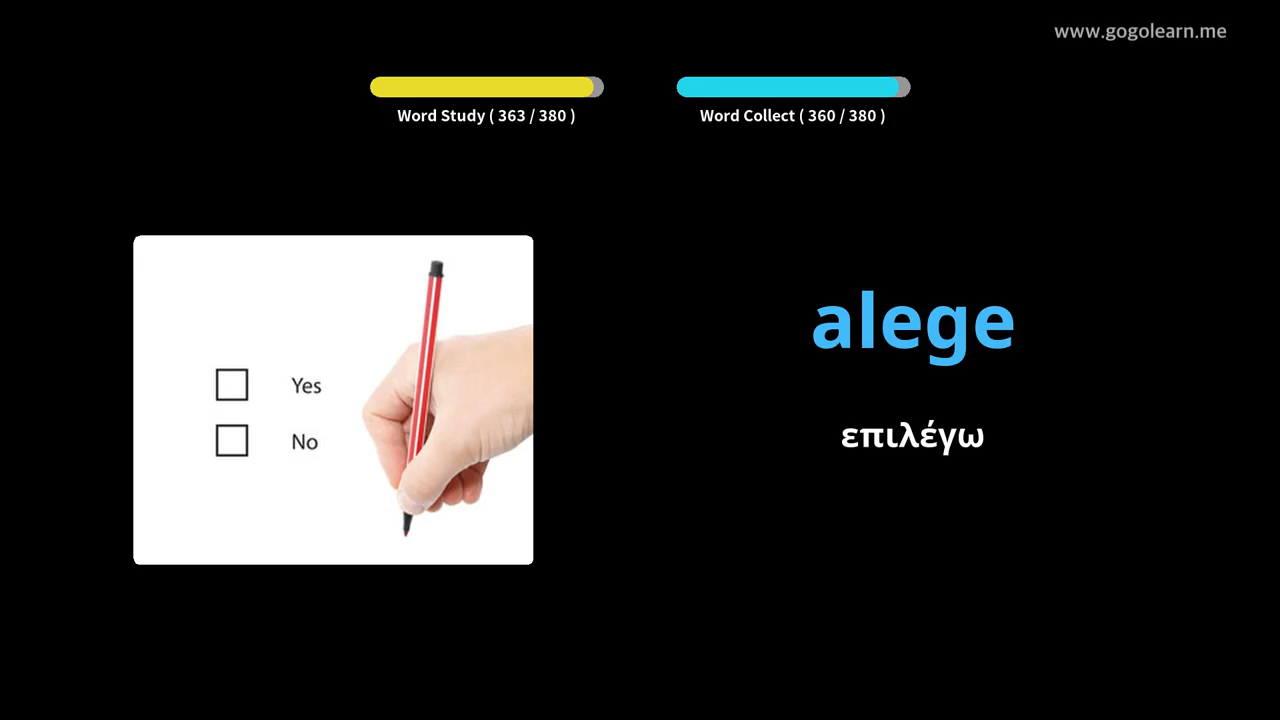 www.gogolearn.me
Word Study ( 363 / 380 )
Word Collect ( 360 / 380 )
Yes
No
alege
επιλέγω